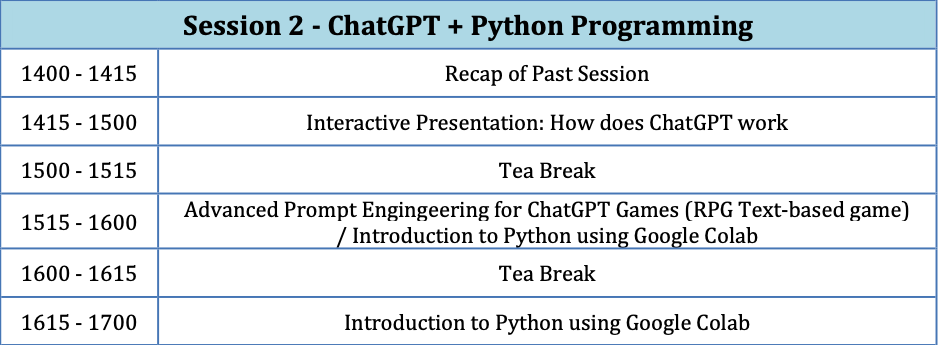 Session 2 - ChatGPT + Python Programming
1400 - 1415 Recap of Past Session
1415 - 1500 Interactive Presentation: How does ChatGPT work
1500 - 1515 Tea Break
1515 - 1600 Advanced Prompt Engingeering for ChatGPT Games (RPG Text-based game)
/ Introduction to Python using Google Colab
1600 - 1615 Tea Break
1615 - 1700 Introduction to Python using Google Colab